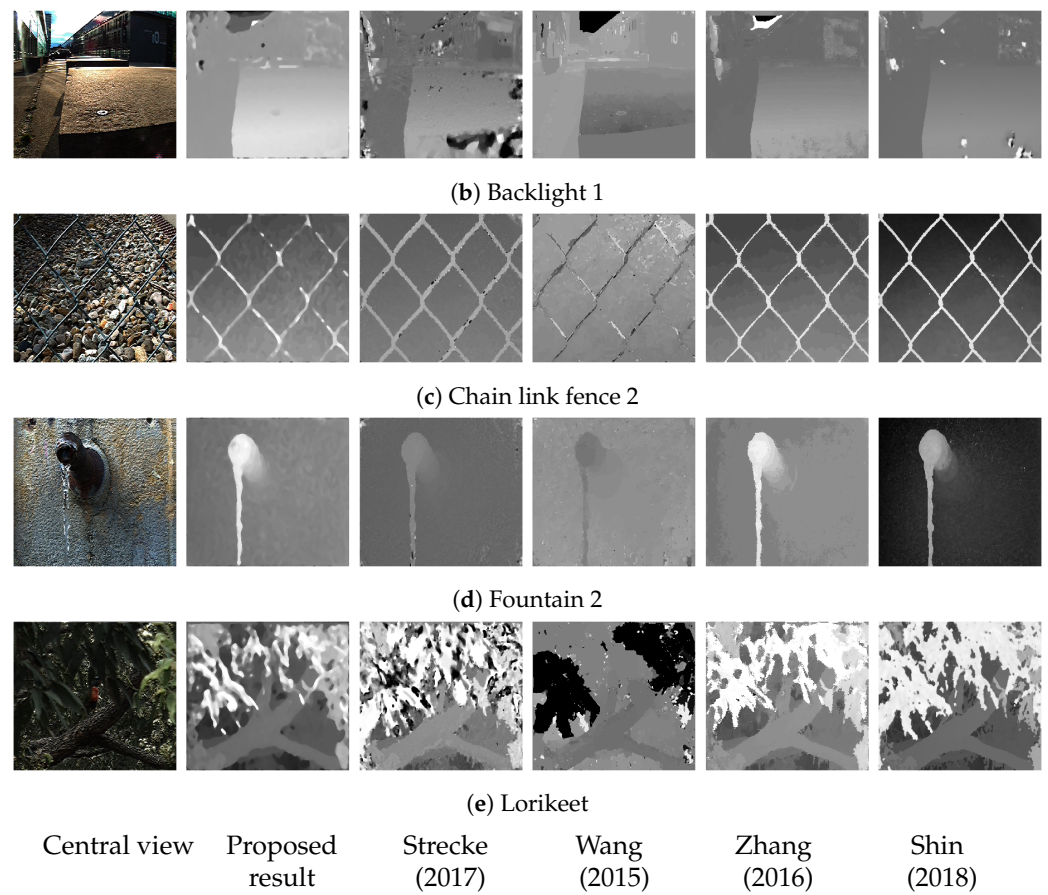 (b) Backlight 1
(c) Chain link fence 2
(d) Fountain 2
(e) Lorikeet
Central view Proposed result Strecke (2017) Wang (2015) Zhang (2016) Shin (2018)